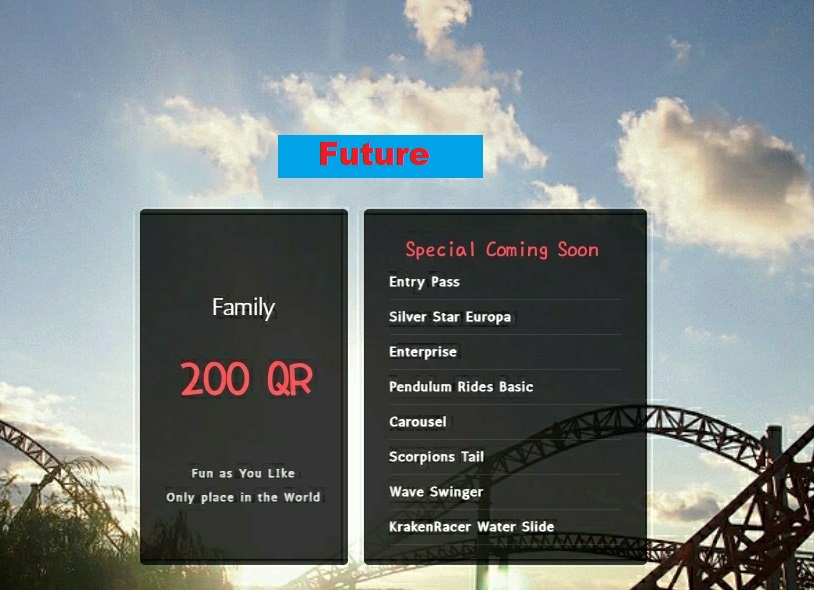 Future
Family
200 QR
Fun as You LIke
Only place in the World
Special Coming Soon
Entry Pass
Silver Star Europa
Enterprise
Pendulum Rides Basic
Carousel
Scorpions Tail
Wave Swinger
KrakenRacer Water Slide